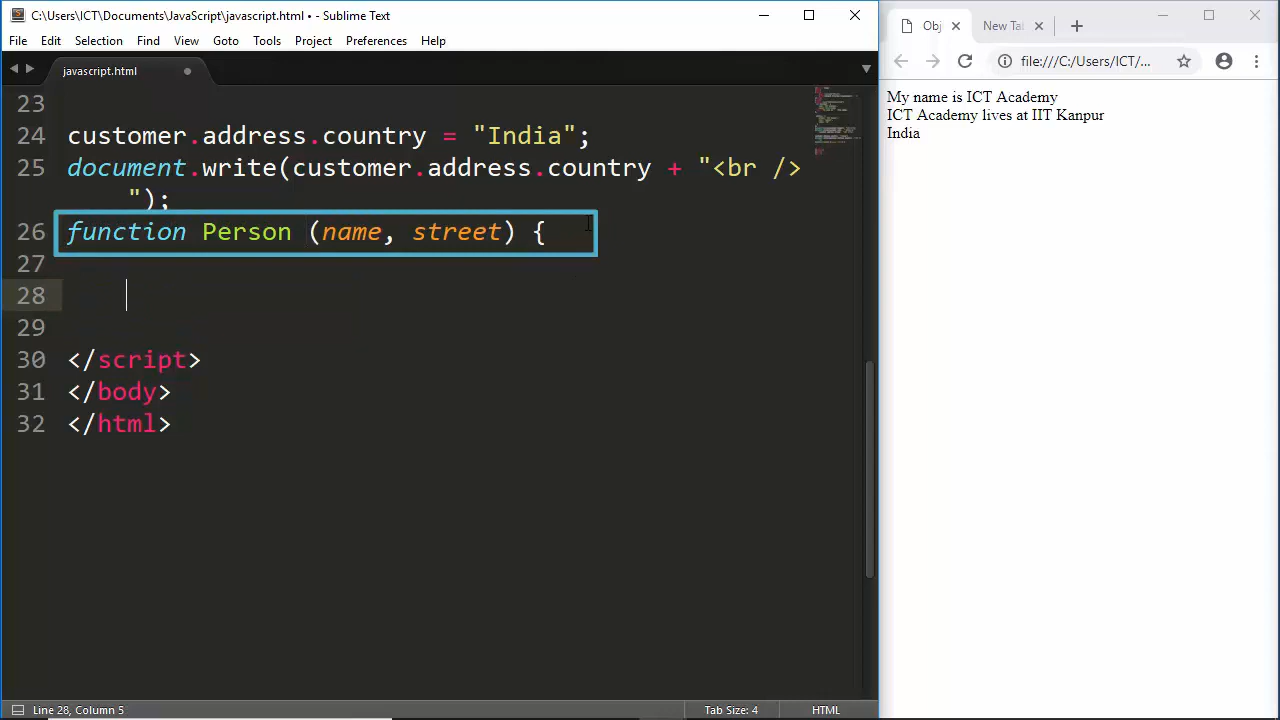 C:\Users\ICT\Documents\JavaScript\javascript.html • - Sublime Text
File Edit Selection Find View Goto Tools Project Preferences Help
javascript.html
23
24 customer.address.country = "India";
25 document.write(customer.address.country + "<br />
");
26 function Person (name, street) {
27
28
29
30 </script>
31 </body>
32 </html>
Line 28, Column 5 Tab Size: 4 HTML
Obj New Tal
file:///C:/Users/ICT/...
My name is ICT Academy
ICT Academy lives at IIT Kanpur
India